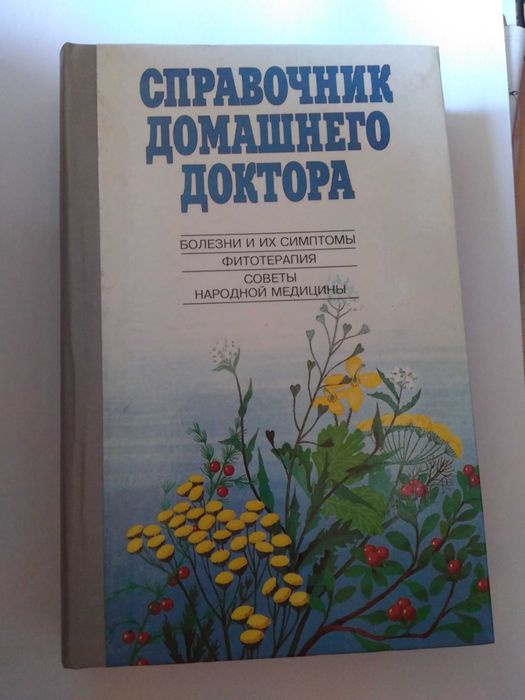 СПРАВОЧНИК
ДОМАШНЕГО
ДОКТОРА
БОЛЕЗНИ И ИХ СИМПТОМЫ
ФИТОТЕРАПИЯ
СОВЕТЫ
НАРОДНОЙ МЕДИЦИНЫ